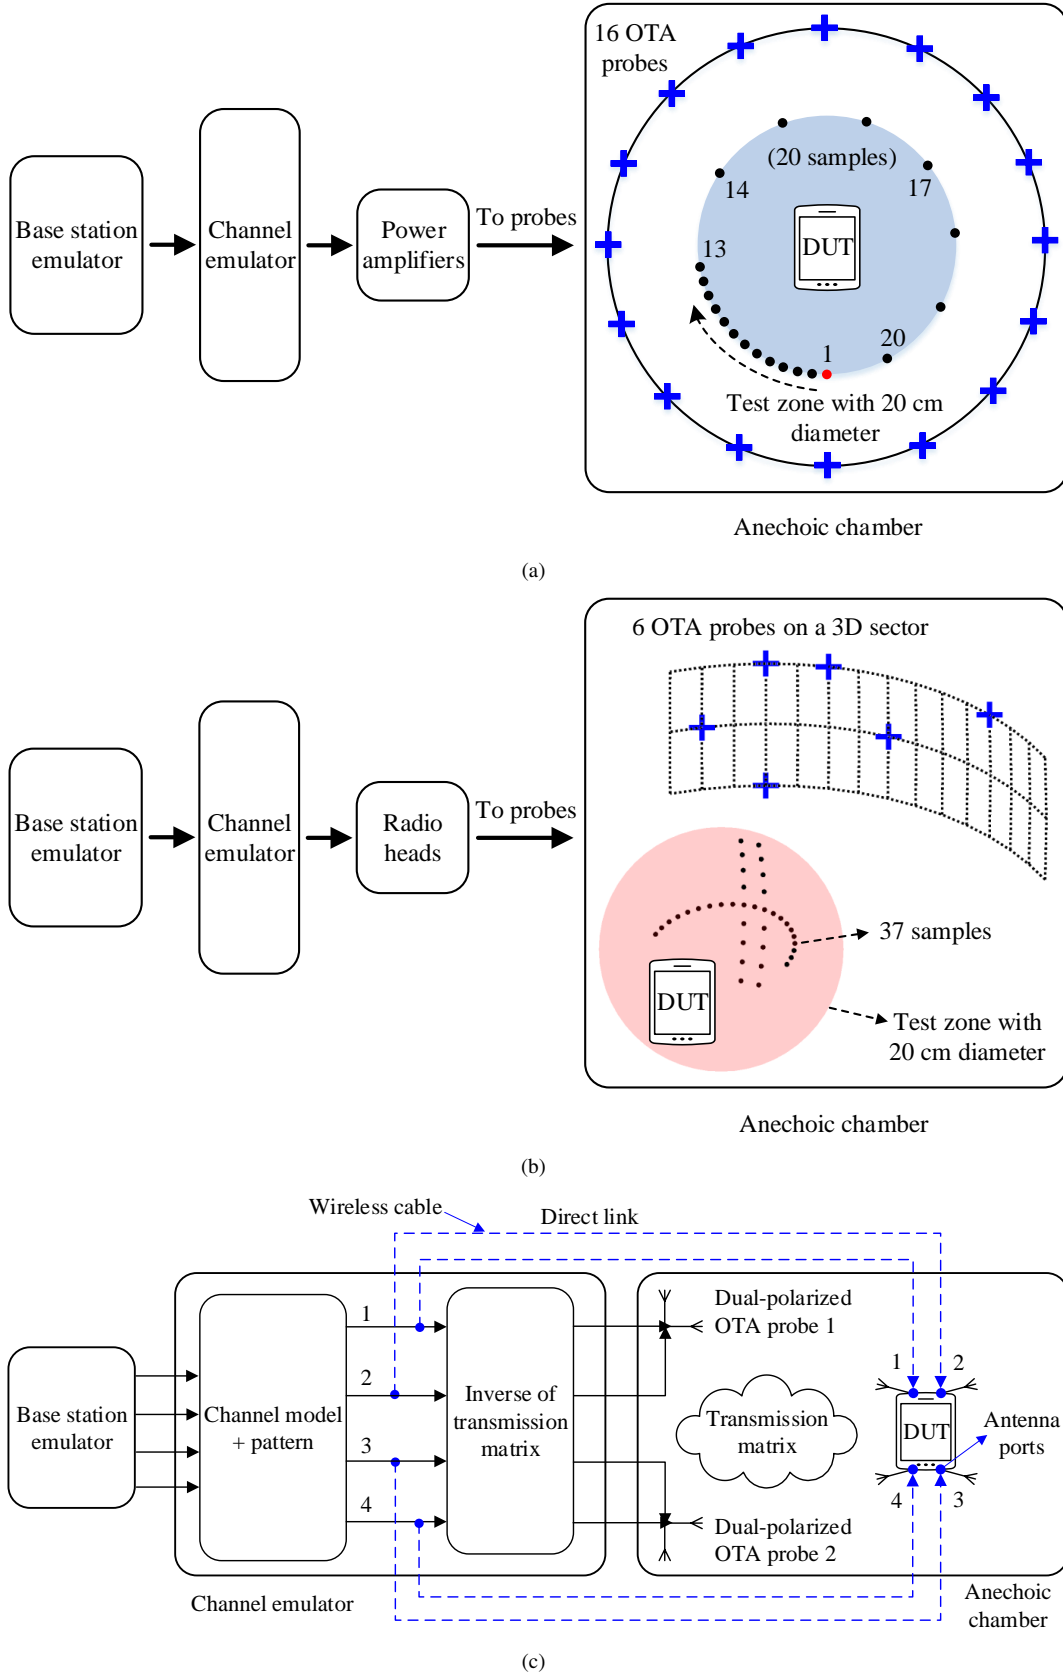 16 OTA
probes
(20 samples)
14
17
Base station
emulator
Channel
emulator
Power
amplifiers
To probes
13
DUT
1
20
Test zone with 20 cm
diameter
Anechoic chamber
(a)
6 OTA probes on a 3D sector
Base station
emulator
Channel
emulator
Radio
heads
To probes
37 samples
DUT
Test zone with
20 cm diameter
Anechoic chamber
(b)
Wireless cable
Direct link
1
2
3
4
Base station
emulator
Channel model
+ pattern
Inverse of
transmission
matrix
Dual-polarized
OTA probe 1
Transmission
matrix
1
2
DUT
Antenna
ports
4
3
Dual-polarized
OTA probe 2
Channel emulator
Anechoic
chamber
(c)